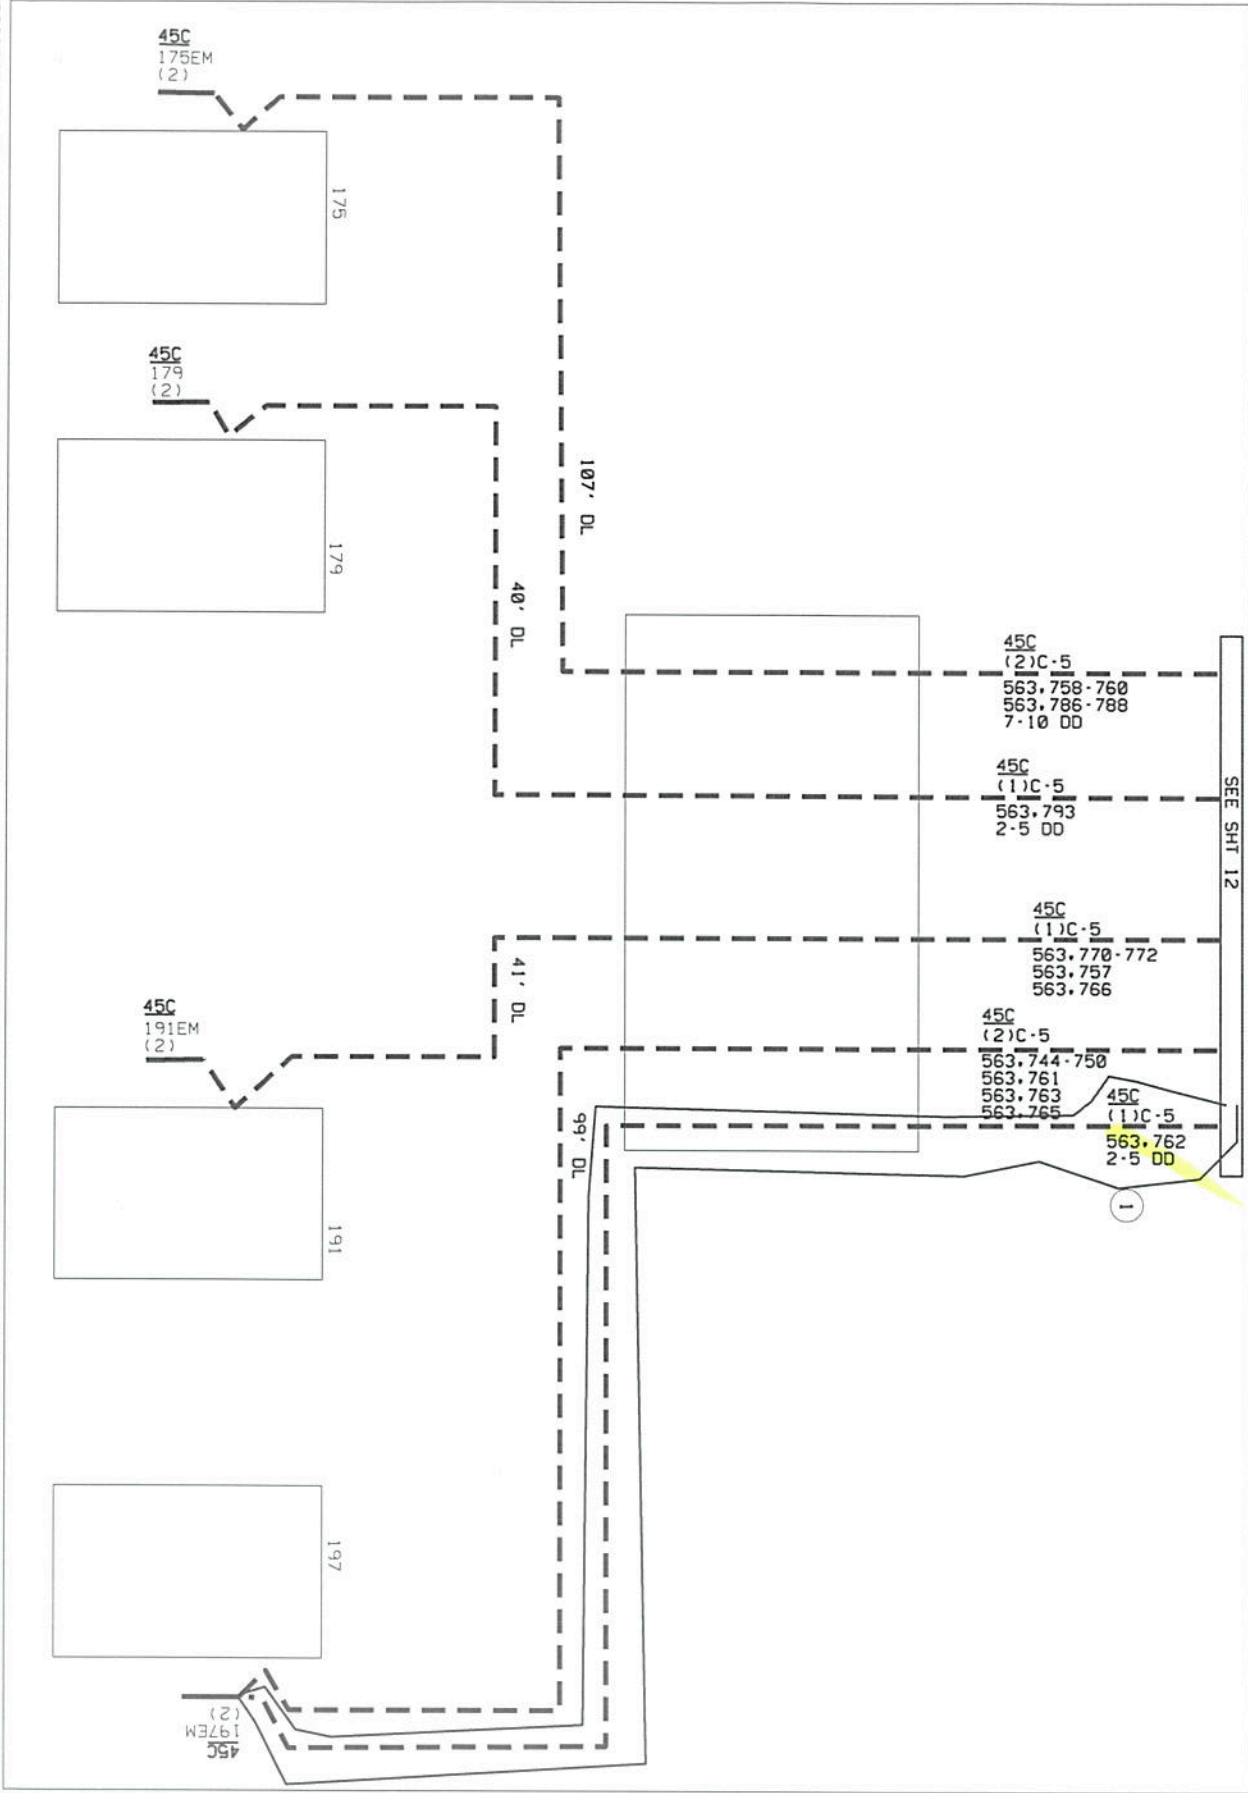 45C
175EM
(2)
175
45C
179
(2)
179
107' DL
40' DL
45C
(2)C-5
563,758-760
563,786-788
7-10 DD
45C
(1)C-5
563,793
2-5 DD
SEE SHT 12
45C
(1)C-5
563,770-772
563,757
563,766
41' DL
45C
191EM
(2)
191
45C
(2)C-5
563,744-750
563,761
563,763
563,765
45C
(1)C-5
563,762
2-5 DD
99' DL
1
197
45C
197EM
(2)